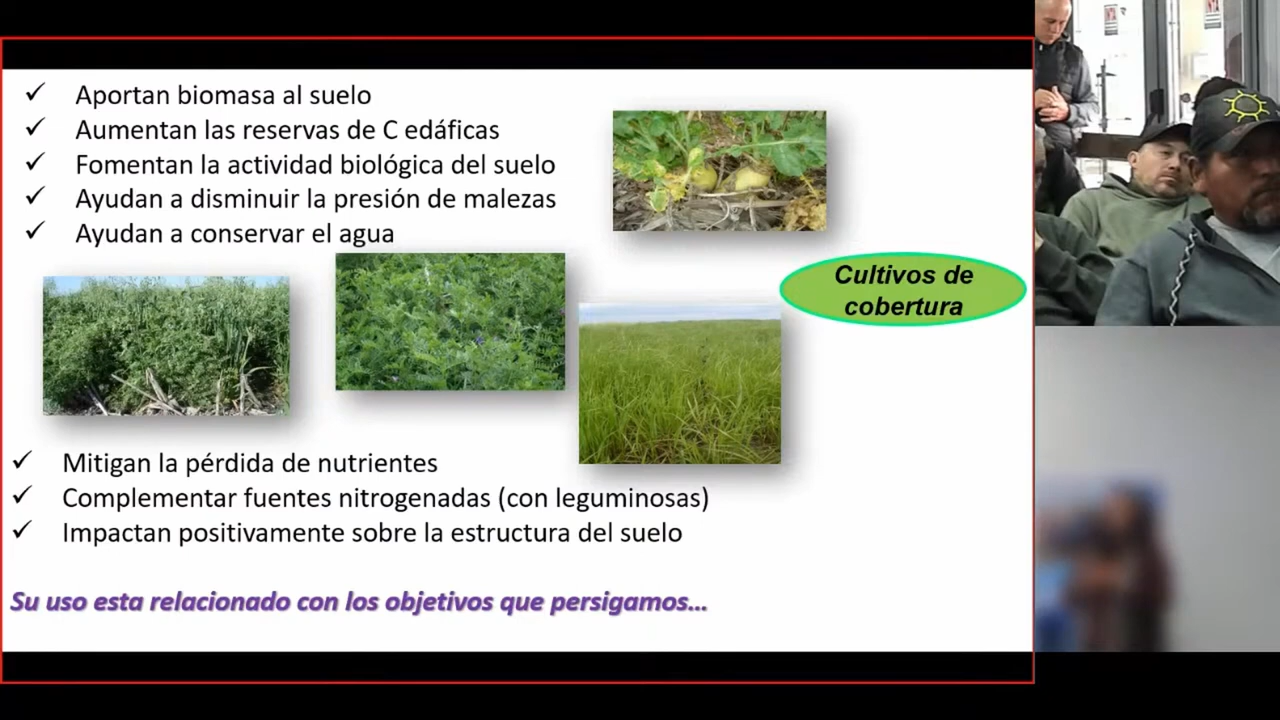 ✓ Aportan biomasa al suelo
✓ Aumentan las reservas de C edáficas
✓ Fomentan la actividad biológica del suelo
✓ Ayudan a disminuir la presión de malezas
✓ Ayudan a conservar el agua
Cultivos de
cobertura
✓ Mitigan la pérdida de nutrientes
✓ Complementar fuentes nitrogenadas (con leguminosas)
✓ Impactan positivamente sobre la estructura del suelo
Su uso esta relacionado con los objetivos que persigamos...